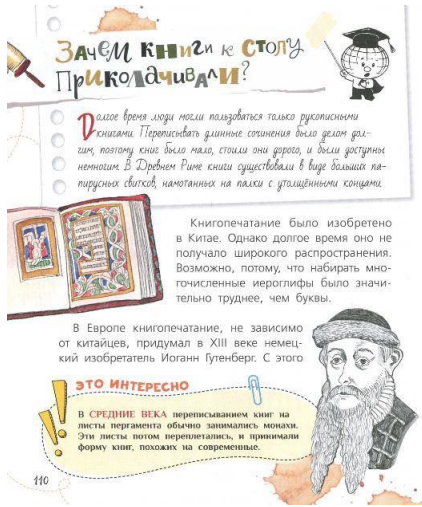 Зачем книги к столу
Приколачивали?
Долгое время люди могли пользоваться только рукописными
книгами. Переписывать длинные сочинения было делом дол-
гим, поэтому книг было мало, стоили они дорого, и были доступны
немногим. В Древнем Риме книги существовали в виде больших па-
пирусных свитков, намотанных на палки с утолщёнными концами.
Книгопечатание было изобретено
в Китае. Однако долгое время оно не
получало широкого распространения.
Возможно, потому, что набирать мно-
гочисленные иероглифы было значи-
тельно труднее, чем буквы.
В Европе книгопечатание, не зависимо
от китайцев, придумал в XIII веке немец-
кий изобретатель Иоганн Гутенберг. С этого
ЭТО ИНТЕРЕСНО
В СРЕДНИЕ ВЕКА переписыванием книг на
листы пергамента обычно занимались монахи.
Эти листы потом переплетались, и принимали
форму книг, похожих на современные.
110